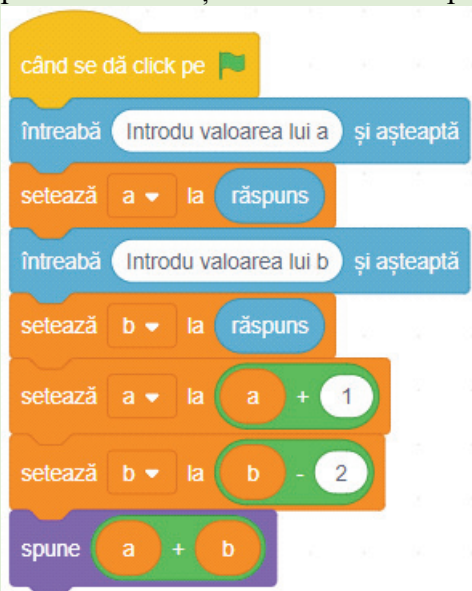 când se dă click pe
întreabă Introdu valoarea lui a și așteaptă
setează a la răspuns
întreabă Introdu valoarea lui b și așteaptă
setează b la răspuns
setează a la a + 1
setează b la b - 2
spune a + b